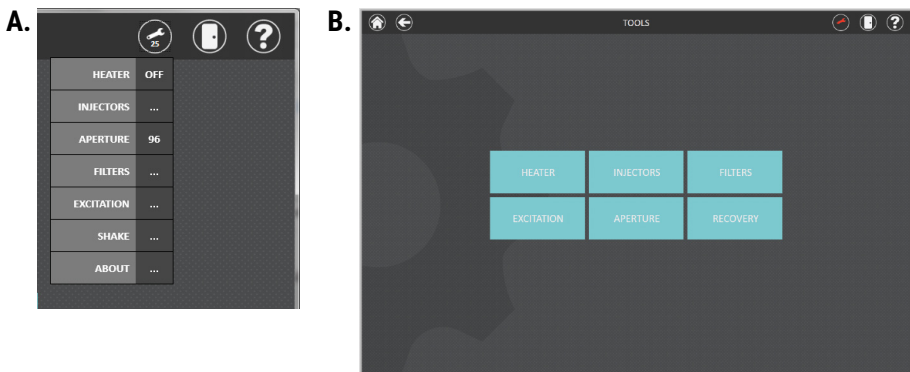 A.
25
?
HEATER OFF
INJECTORS ...
APERTURE 96
FILTERS ...
EXCITATION ...
SHAKE ...
ABOUT ...
B.
TOOLS
?
HEATER INJECTORS FILTERS
EXCITATION APERTURE RECOVERY